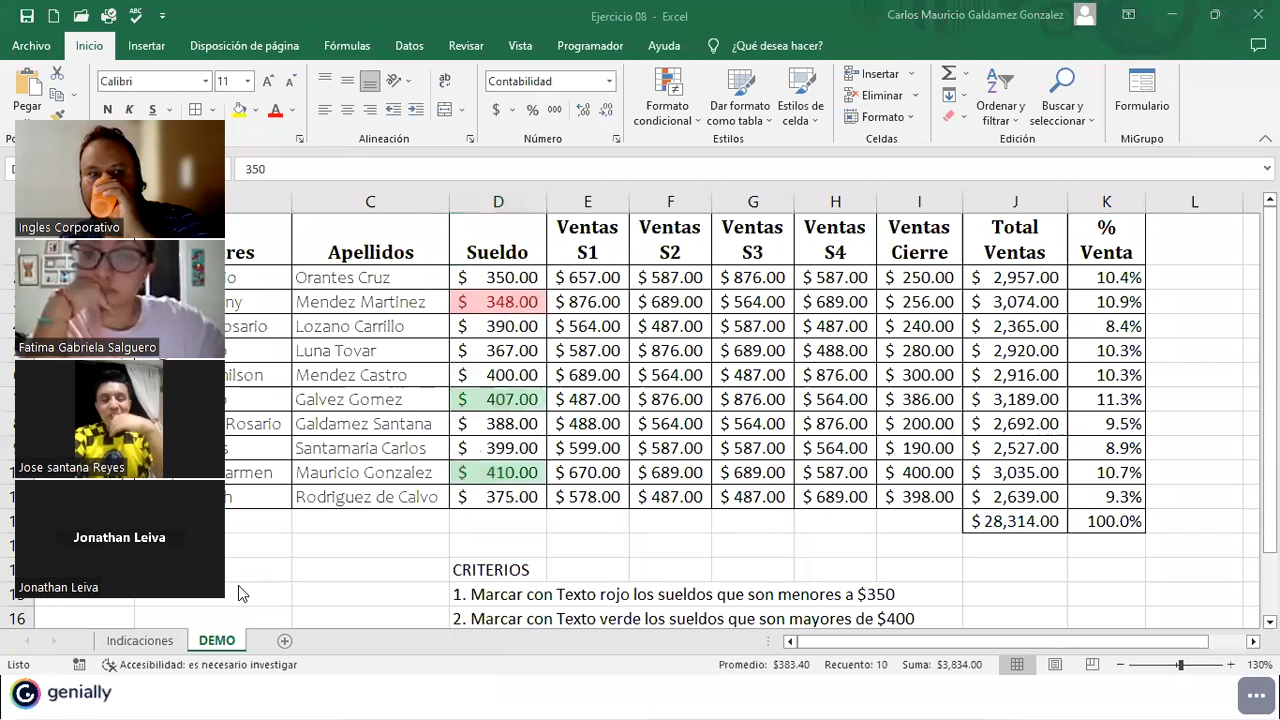 Ejercicio 08 - Excel
Carlos Mauricio Galdamez Gonzalez
Archivo Inicio Insertar Disposición de página Fórmulas Datos Revisar Vista Programador Ayuda ¿Qué desea hacer?
Pegar
Calibri 11
N K S
Alineación
Contabilidad
$ % 000
Número
Formato condicional
Dar formato como tabla
Estilos de celda
Estilos
Insertar
Eliminar
Formato
Celdas
Ordenar y filtrar
Buscar y seleccionar
Edición
Formulario
MiGrupo
350
C D E F G H I J K L
res Apellidos Sueldo Ventas S1 Ventas S2 Ventas S3 Ventas S4 Ventas Cierre Total Ventas % Venta
io Orantes Cruz $ 350.00 $ 657.00 $ 587.00 $ 876.00 $ 587.00 $ 250.00 $ 2,957.00 10.4%
ny Mendez Martinez $ 348.00 $ 876.00 $ 689.00 $ 564.00 $ 689.00 $ 256.00 $ 3,074.00 10.9%
osario Lozano Carrillo $ 390.00 $ 564.00 $ 487.00 $ 587.00 $ 487.00 $ 240.00 $ 2,365.00 8.4%
Luna Tovar $ 367.00 $ 587.00 $ 876.00 $ 689.00 $ 488.00 $ 280.00 $ 2,920.00 10.3%
nilson Mendez Castro $ 400.00 $ 689.00 $ 564.00 $ 487.00 $ 876.00 $ 300.00 $ 2,916.00 10.3%
Galvez Gomez $ 407.00 $ 487.00 $ 876.00 $ 876.00 $ 564.00 $ 386.00 $ 3,189.00 11.3%
Rosario Galdamez Santana $ 388.00 $ 488.00 $ 564.00 $ 564.00 $ 876.00 $ 200.00 $ 2,692.00 9.5%
s Santamaria Carlos $ 399.00 $ 599.00 $ 587.00 $ 587.00 $ 564.00 $ 190.00 $ 2,527.00 8.9%
armen Mauricio Gonzalez $ 410.00 $ 670.00 $ 689.00 $ 689.00 $ 587.00 $ 400.00 $ 3,035.00 10.7%
n Rodriguez de Calvo $ 375.00 $ 578.00 $ 487.00 $ 487.00 $ 689.00 $ 398.00 $ 2,639.00 9.3%
$ 28,314.00 100.0%
CRITERIOS
1. Marcar con Texto rojo los sueldos que son menores a $350
16 2. Marcar con Texto verde los sueldos que son mayores de $400
Ingles Corporativo
Fatima Gabriela Salguero
Jose santana Reyes
Jonathan Leiva
Jonathan Leiva
Indicaciones DEMO
Listo Accesibilidad: es necesario investigar Promedio: $383.40 Recuento: 10 Suma: $3,834.00 130%
genially